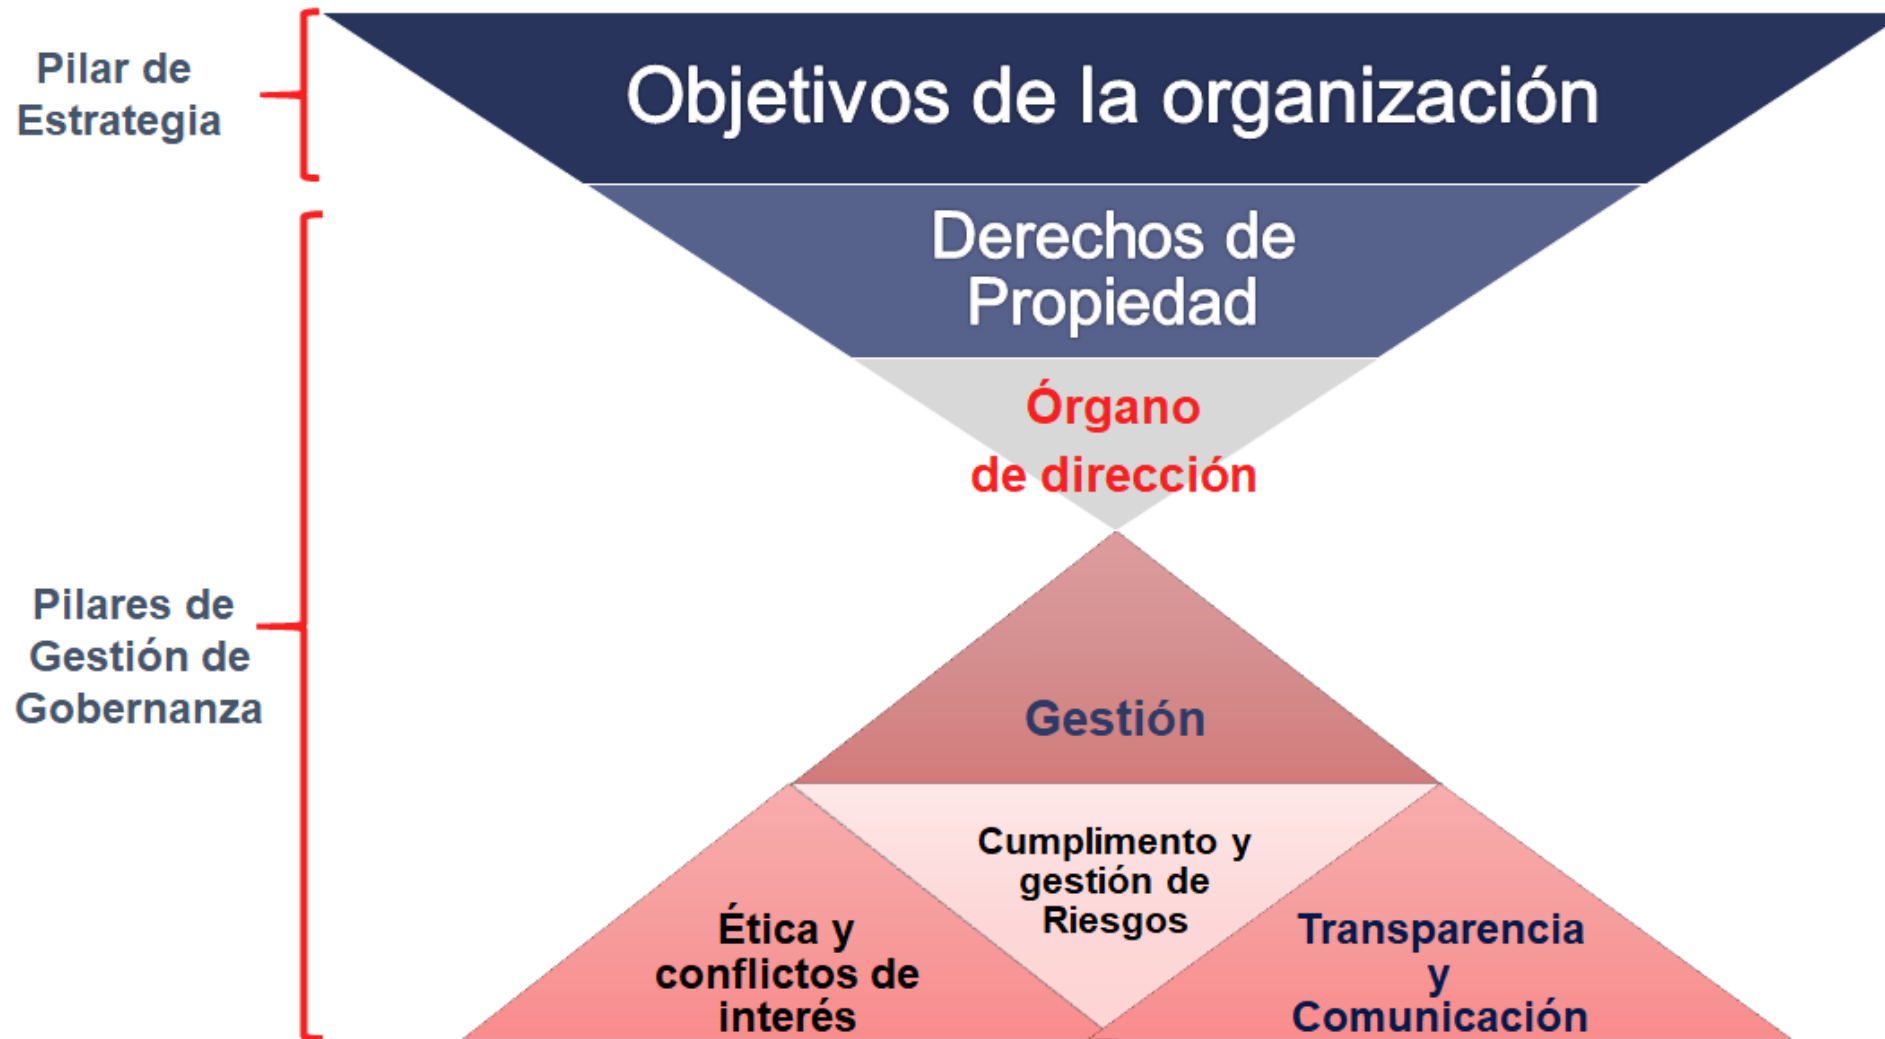 Pilar de
Estrategia
Objetivos de la organización
Derechos de
Propiedad
Órgano
de dirección
Pilares de
Gestión de
Gobernanza
Gestión
Cumplimento y
gestión de
Riesgos
Ética y
conflictos de
interés
Transparencia
y
Comunicación